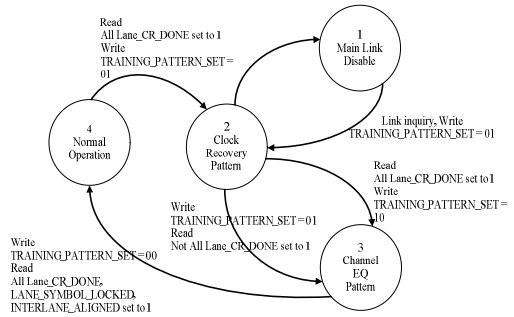 Read
All Lane_CR_DONE set to 1
Write
TRAINING_PATTERN_SET =
01
1
Main Link
Disable
Link inquiry, Write
TRAINING_PATTERN_SET = 01
4
Normal
Operation
2
Clock
Recovery
Pattern
Read
All Lane_CR_DONE set to 1
Write
TRAINING_PATTERN_SET =
10
Write
TRAINING_PATTERN_SET = 01
Read
Not All Lane_CR_DONE set to 1
3
Channel
EQ
Pattern
Write
TRAINING_PATTERN_SET = 00
Read
All Lane_CR_DONE,
LANE_SYMBOL_LOCKED,
INTERLANE_ALIGNED set to 1